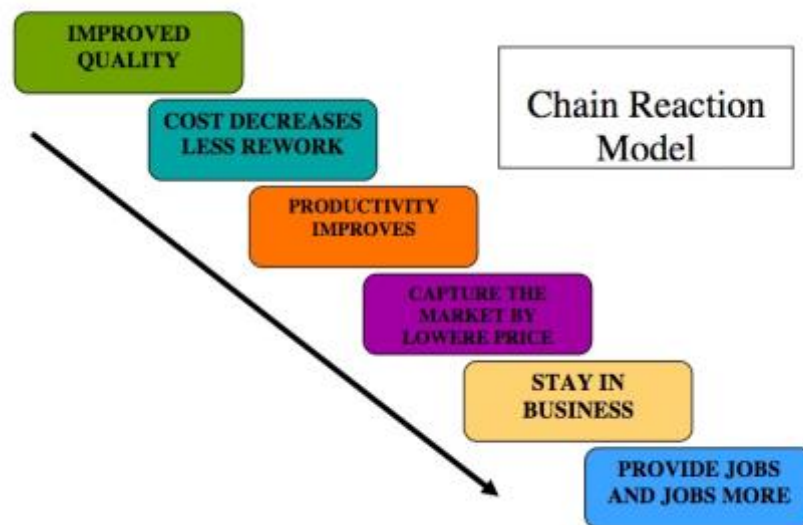 IMPROVED
QUALITY
Chain Reaction
Model
COST DECREASES
LESS REWORK
PRODUCTIVITY
IMPROVES
CAPTURE THE
MARKET BY
LOWERE PRICE
STAY IN
BUSINESS
PROVIDE JOBS
AND JOBS MORE